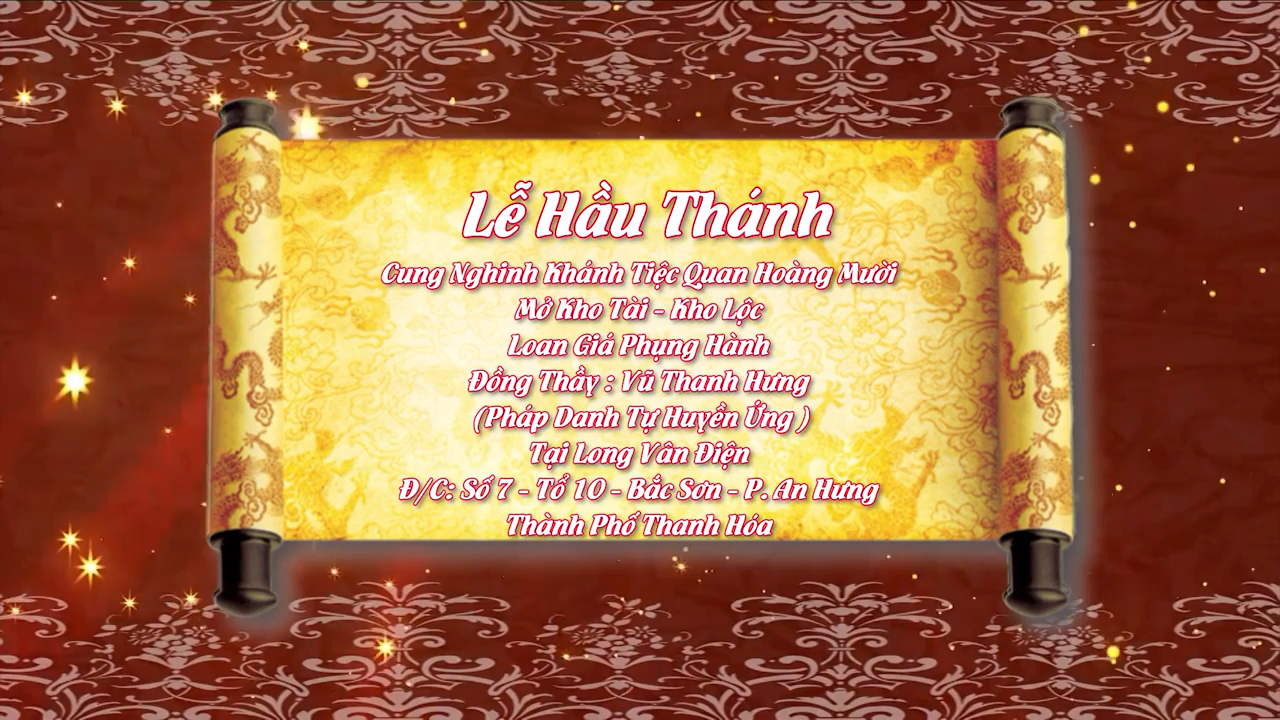 Lễ Hầu Thánh
Cung Nghinh Khánh Tiệc Quan Hoàng Mười
Mở Kho Tài - Kho Lộc
Loan Giá Phụng Hành
Đồng Thầy : Vũ Thanh Hưng
(Pháp Danh Tự Huyền Ứng )
Tại Long Vân Điện
Đ/C: Số 7 - Tổ 10 - Bắc Sơn - P. An Hưng
Thành Phố Thanh Hóa